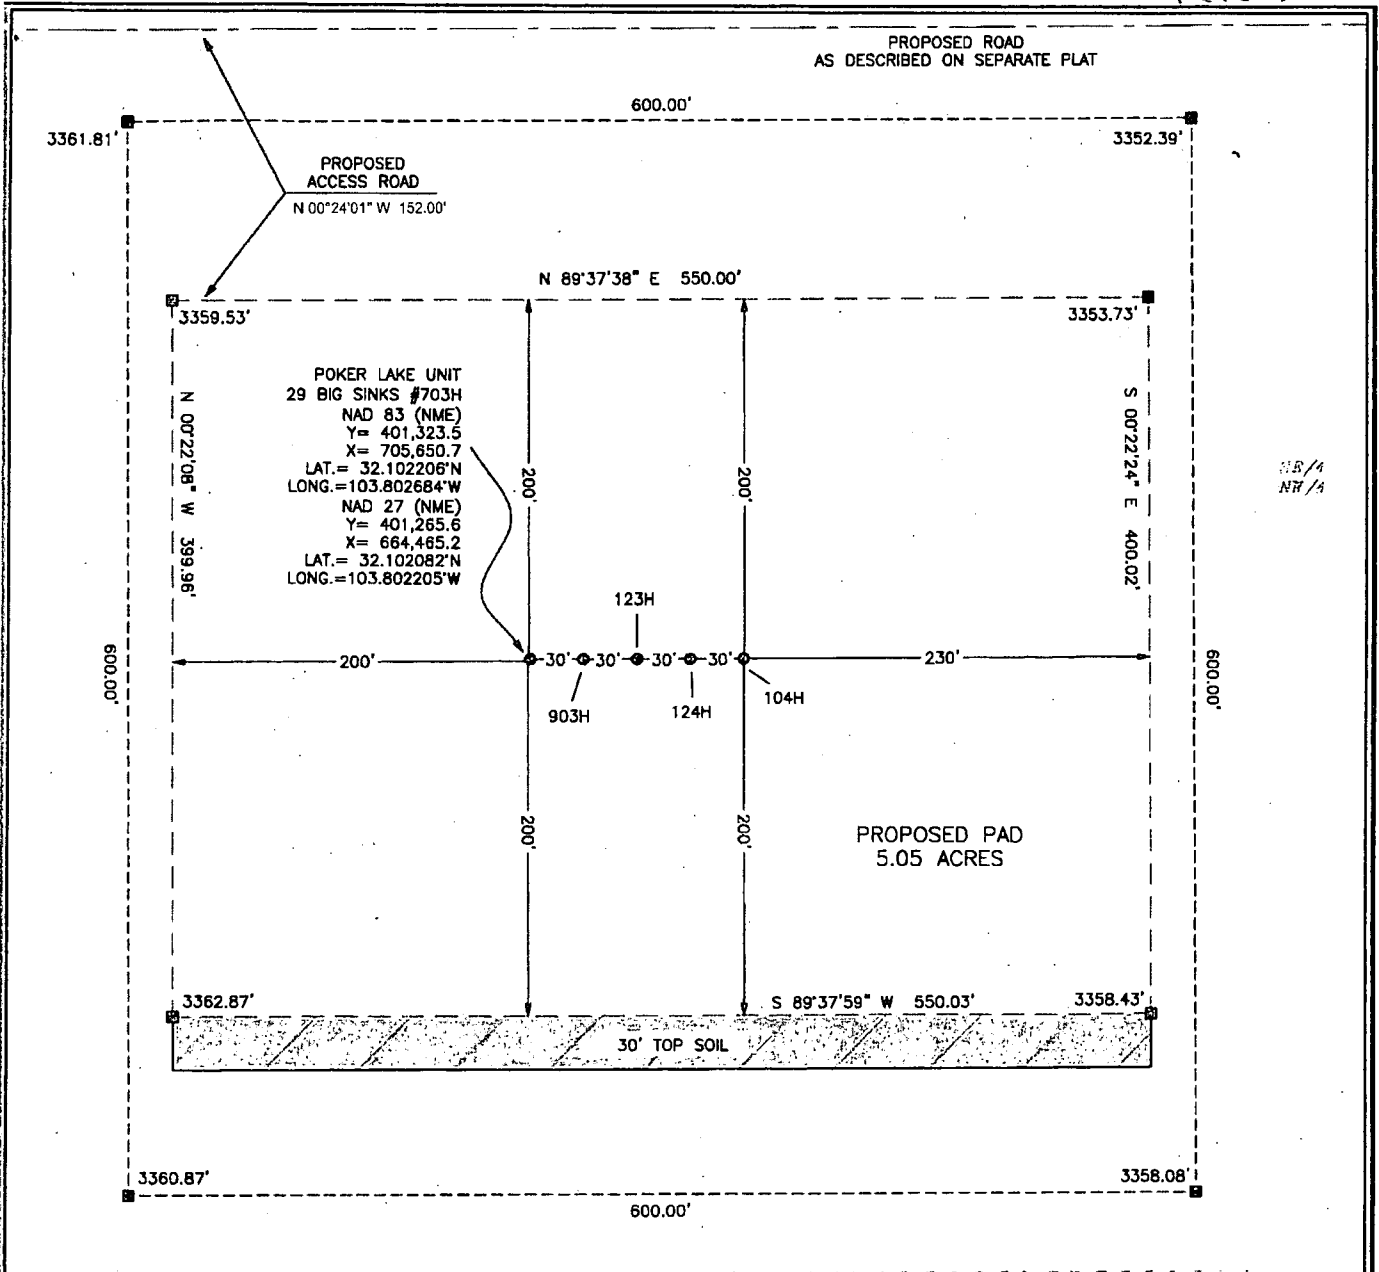 PROPOSED ROAD
AS DESCRIBED ON SEPARATE PLAT
600.00'
3361.81'
3352.39'
PROPOSED
ACCESS ROAD
N 00°24'01" W 152.00'
N 89°37'38" E 550.00'
3359.53'
3353.73'
POKER LAKE UNIT
29 BIG SINKS #703H
NAD 83 (NME)
Y= 401,323.5
X= 705,650.7
LAT.= 32.102206°N
LONG.=103.802684°W
NAD 27 (NME)
Y= 401,265.6
X= 664,465.2
LAT.= 32.102082°N
LONG.=103.802205°W
N 00°22'08" W 399.96'
S 00°22'24" E 400.02'
200'
200'
123H
600.00'
600.00'
200'
30'
30'
30'
30'
230'
903H
124H
104H
200'
200'
PROPOSED PAD
5.05 ACRES
3362.87'
S 89°37'59" W 550.03'
3358.43'
30' TOP SOIL
3360.87'
3358.08'
600.00'